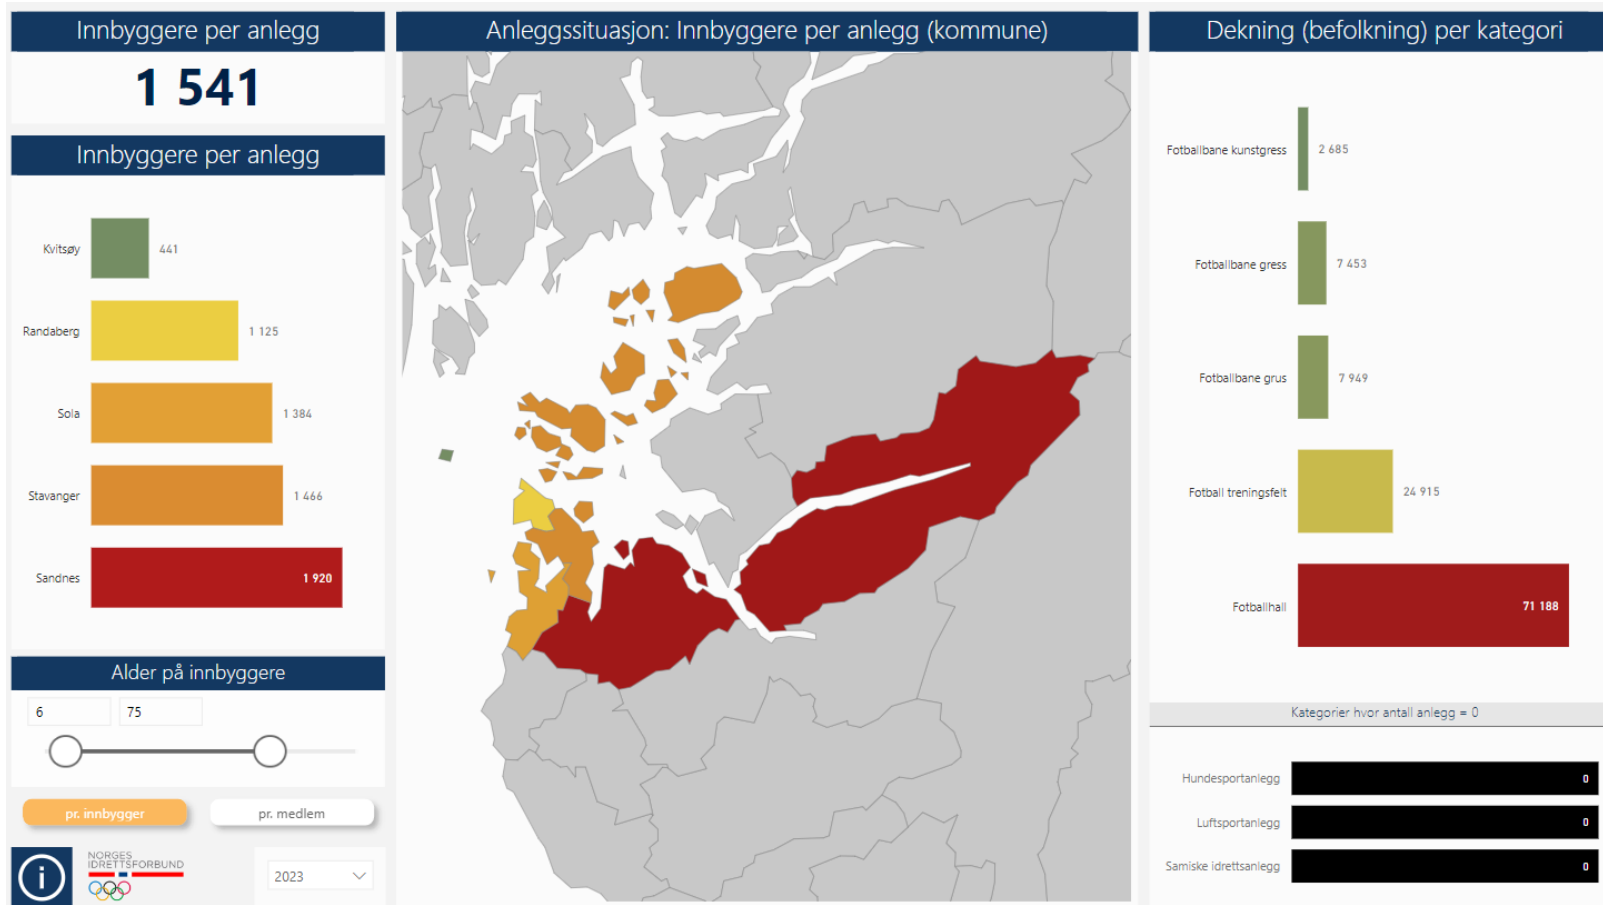 Innbyggere per anlegg
1 541
Innbyggere per anlegg
Kvitsøy 441
Randaberg 1 125
Sola 1 384
Stavanger 1 466
Sandnes 1 920
Alder på innbyggere
6 75
pr. innbygger pr. medlem
NORGES
IDRETTSFORBUND
2023
Anleggssituasjon: Innbyggere per anlegg (kommune)
Dekning (befolkning) per kategori
Fotballbane kunstgress 2 685
Fotballbane gress 7 453
Fotballbane grus 7 949
Fotball treningsfelt 24 915
Fotballhall 71 188
Kategorier hvor antall anlegg = 0
Hundesportanlegg 0
Luftsportanlegg 0
Samiske idrettsanlegg 0